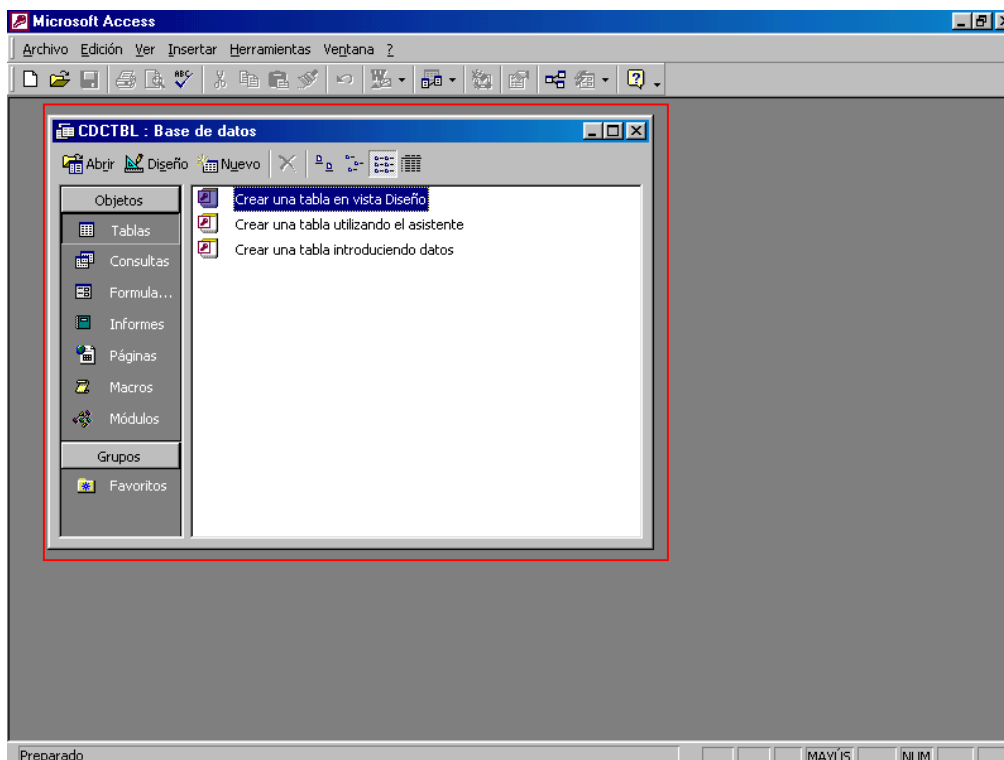 Microsoft Access
Archivo Edición Ver Insertar Herramientas Ventana ?
CDCTBL : Base de datos
Abrir Diseño Nuevo
Objetos
Tablas
Consultas
Formula...
Informes
Páginas
Macros
Módulos
Grupos
Favoritos
Crear una tabla en vista Diseño
Crear una tabla utilizando el asistente
Crear una tabla introduciendo datos
Preparado
MAYÚS NUM